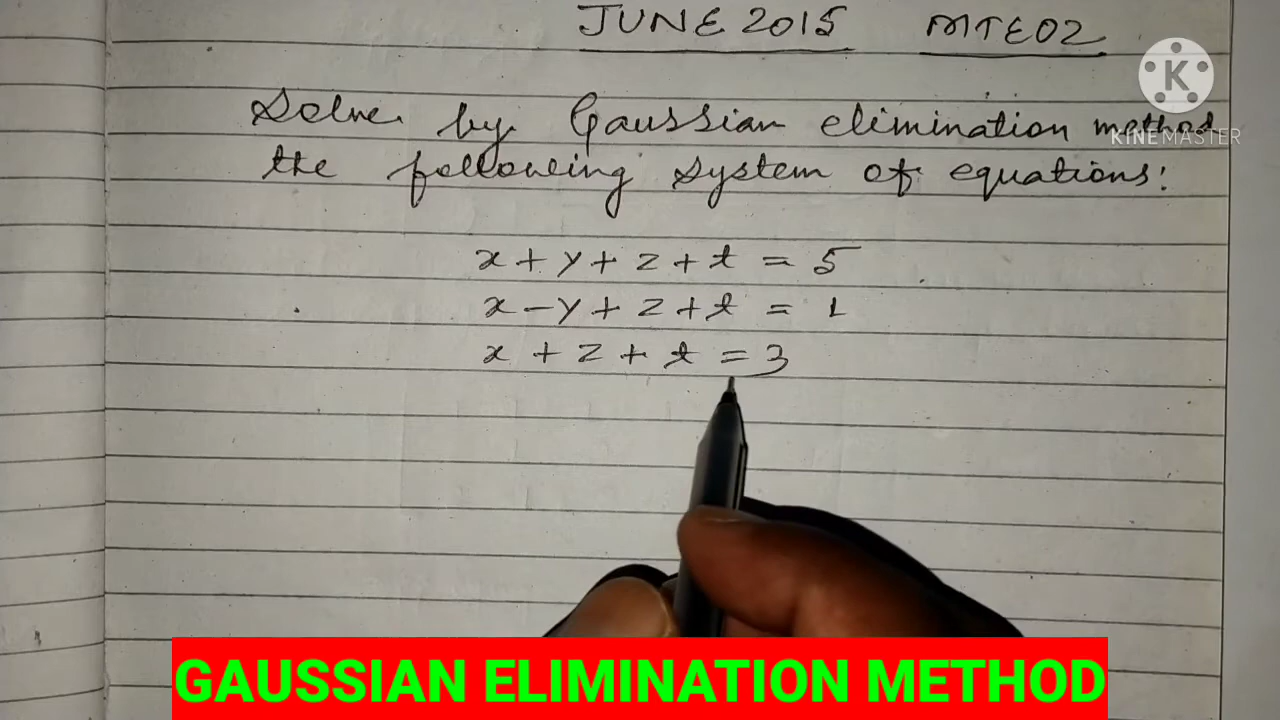 JUNE 2015 MTE02
Solve by Gaussian elimination method
the following system of equations:
x + y + z + t = 5
x - y + z + t = 1
x + z + t = 3
K
KINEMASTER
GAUSSIAN ELIMINATION METHOD